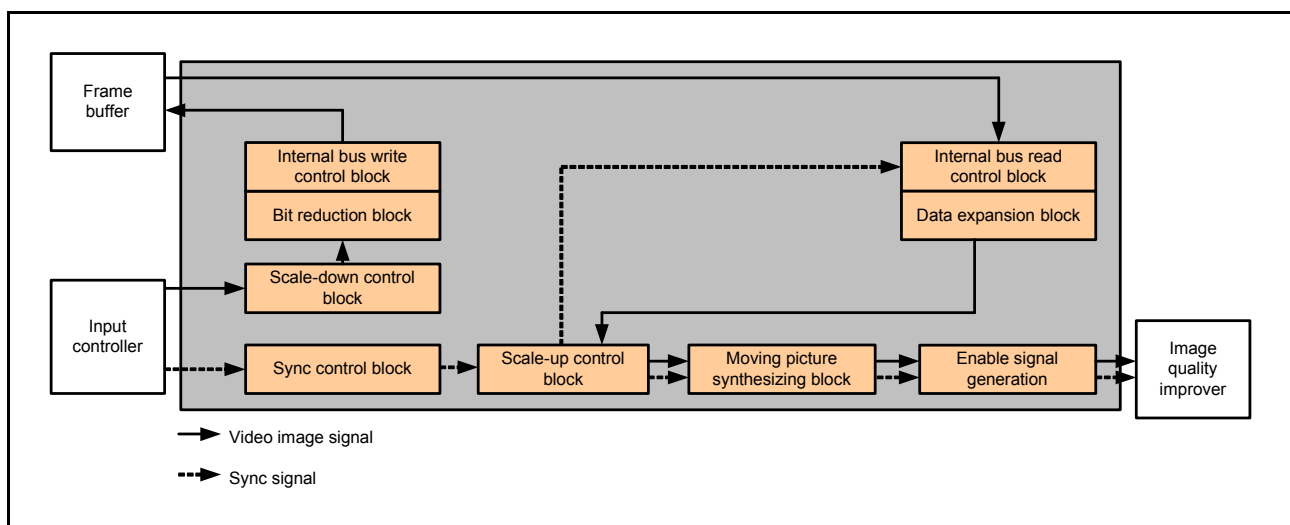 Frame
buffer
Internal bus write
control block
Bit reduction block
Internal bus read
control block
Data expansion block
Scale-down control
block
Input
controller
Sync control block
Scale-up control
block
Moving picture
synthesizing block
Enable signal
generation
Image
quality
improver
Video image signal
Sync signal